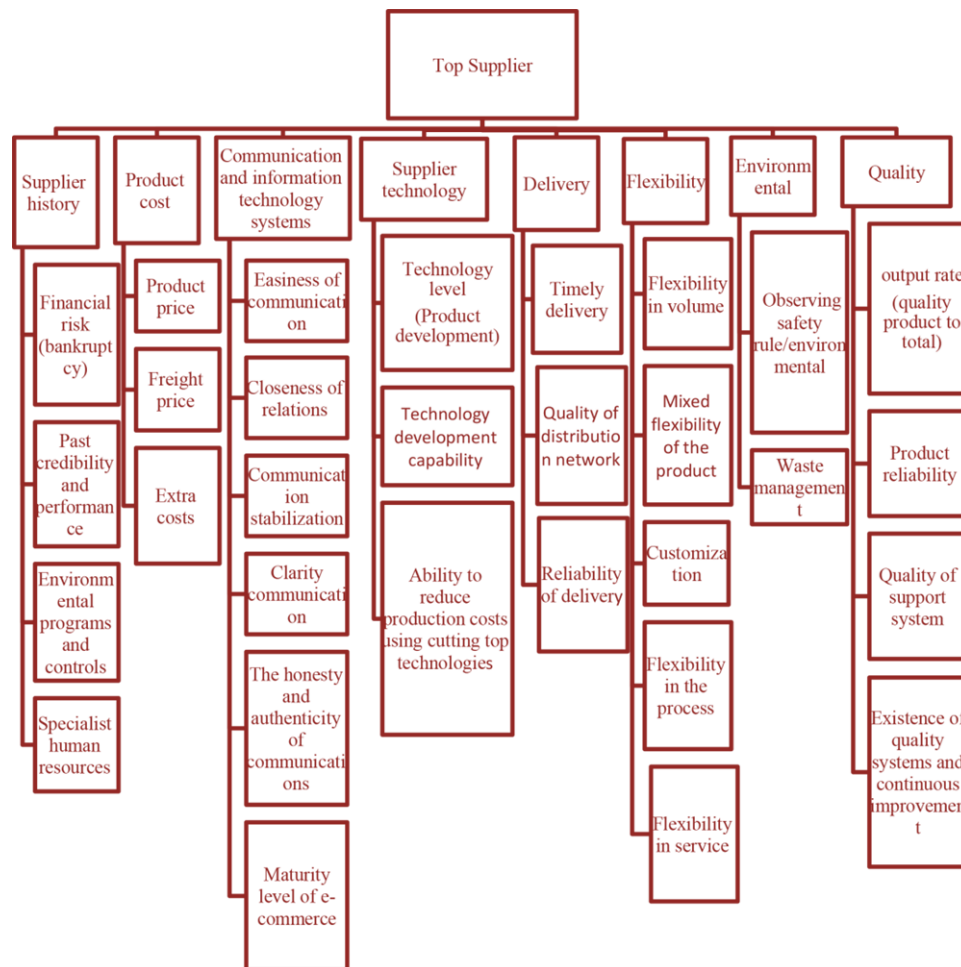 Top Supplier
Supplier
history
Product
cost
Communication
and information
technology
systems
Supplier
technology
Delivery
Flexibility
Environm
ental
Quality
Financial
risk
(bankrupt
cy)
Past
credibility
and
performa
nce
Environm
ental
programs
and
controls
Specialist
human
resources
Product
price
Freight
price
Extra
costs
Easiness of
communicati
on
Closeness of
relations
Communicat
ion
stabilization
Clarity
communicati
on
The honesty
and
authenticity
of
communicati
ons
Maturity
level of e-
commerce
Technology
level
(Product
development)
Technology
development
capability
Ability to
reduce
production costs
using cutting top
technologies
Timely
delivery
Quality of
distributio
n network
Reliability
of delivery
Flexibility
in volume
Mixed
flexibility
of the
product
Customiza
tion
Flexibility
in the
process
Flexibility
in service
Observing
safety
rule/environ
mental
Waste
managemen
t
output rate
(quality
product to
total)
Product
reliability
Quality of
support
system
Existence of
quality
systems and
continuous
improvemen
t